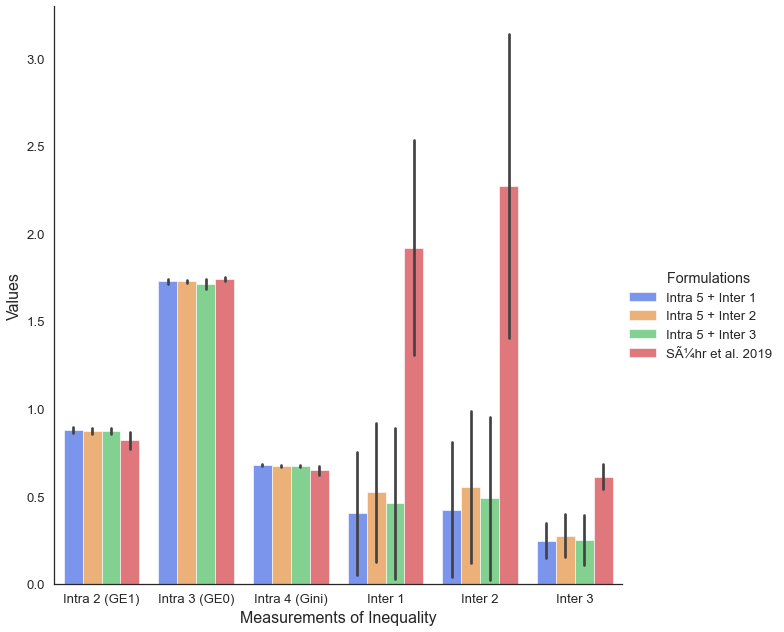 3.0
2.5
2.0
1.5
1.0
0.5
0.0
Values
Intra 2 (GE1) Intra 3 (GE0) Intra 4 (Gini) Inter 1 Inter 2 Inter 3
Measurements of Inequality
Formulations
Intra 5 + Inter 1
Intra 5 + Inter 2
Intra 5 + Inter 3
SÃ¼hr et al. 2019